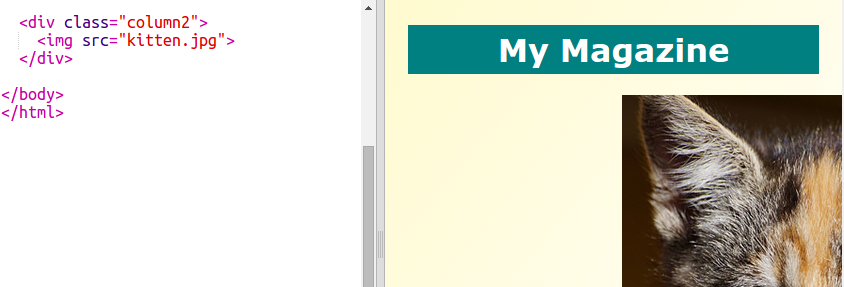 <div class="column2">
<img src="kitten.jpg">
</div>
</body>
</html>
My Magazine